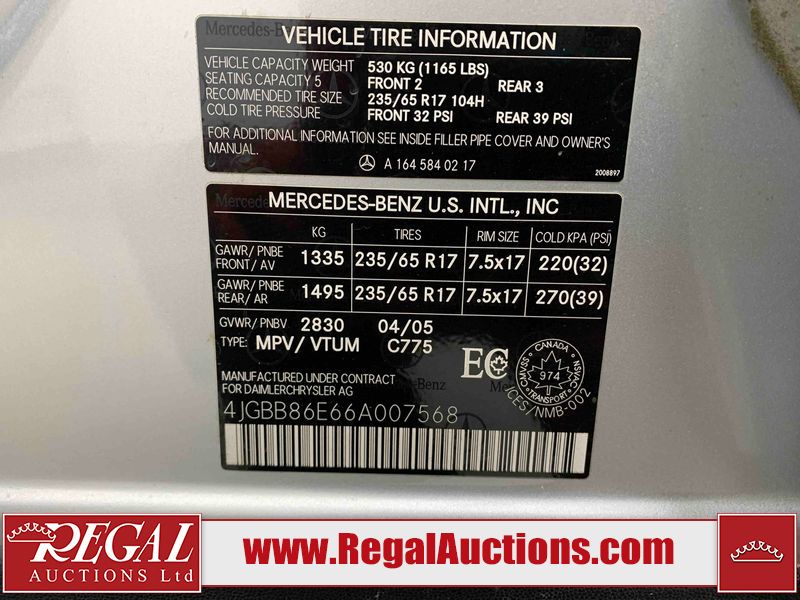 VEHICLE TIRE INFORMATION
VEHICLE CAPACITY WEIGHT 530 KG (1165 LBS)
SEATING CAPACITY 5 FRONT 2 REAR 3
RECOMMENDED TIRE SIZE 235/65 R17 104H
COLD TIRE PRESSURE FRONT 32 PSI REAR 39 PSI
FOR ADDITIONAL INFORMATION SEE INSIDE FILLER PIPE COVER AND OWNER'S
MANUAL.
A 164 584 02 17
2008897
MERCEDES-BENZ U.S. INTL., INC
KG TIRES RIM SIZE COLD KPA (PSI)
GAWR/ PNBE
FRONT/ AV 1335 235/65 R17 7.5x17 220(32)
GAWR/ PNBE
REAR/ AR 1495 235/65 R17 7.5x17 270(39)
GVWR/ PNBV 2830 04/05
TYPE: MPV/ VTUM C775
EC
CANADA
974
TRANSPORT
CMVSS
NSVAC
ICES/NMB-002
MANUFACTURED UNDER CONTRACT
FOR DAIMLERCHRYSLER AG
4JGBB86E66A007568
REGAL
AUCTIONS Ltd
www.RegalAuctions.com